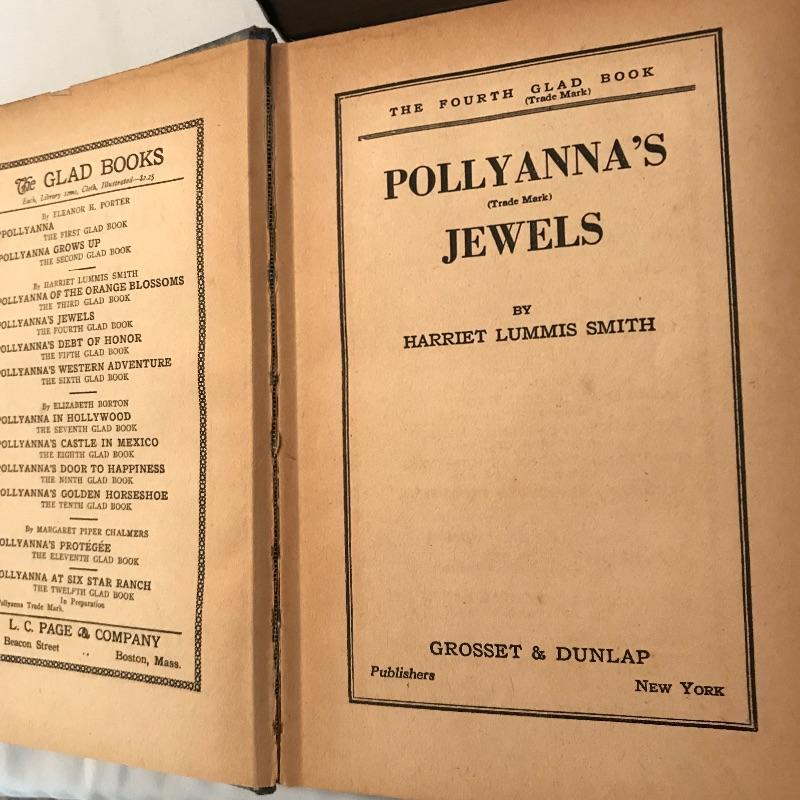 The GLAD BOOKS
Each, Library 12mo, Cloth, Illustrated—$1.25
By ELEANOR H. PORTER
POLLYANNA
THE FIRST GLAD BOOK
POLLYANNA GROWS UP
THE SECOND GLAD BOOK
By HARRIET LUMMIS SMITH
POLLYANNA OF THE ORANGE BLOSSOMS
THE THIRD GLAD BOOK
POLLYANNA'S JEWELS
THE FOURTH GLAD BOOK
POLLYANNA'S DEBT OF HONOR
THE FIFTH GLAD BOOK
POLLYANNA'S WESTERN ADVENTURE
THE SIXTH GLAD BOOK
By ELIZABETH BORTON
POLLYANNA IN HOLLYWOOD
THE SEVENTH GLAD BOOK
POLLYANNA'S CASTLE IN MEXICO
THE EIGHTH GLAD BOOK
POLLYANNA'S DOOR TO HAPPINESS
THE NINTH GLAD BOOK
POLLYANNA'S GOLDEN HORSESHOE
THE TENTH GLAD BOOK
By MARGARET PIPER CHALMERS
OLLYANNA'S PROTÉGÉE
THE ELEVENTH GLAD BOOK
OLLYANNA AT SIX STAR RANCH
THE TWELFTH GLAD BOOK
In Preparation
Pollyanna Trade Mark.
L. C. PAGE & COMPANY
Beacon Street
Boston, Mass.
THE FOURTH GLAD BOOK
(Trade Mark)
POLLYANNA'S
(Trade Mark)
JEWELS
BY
HARRIET LUMMIS SMITH
GROSSET & DUNLAP
Publishers
NEW YORK